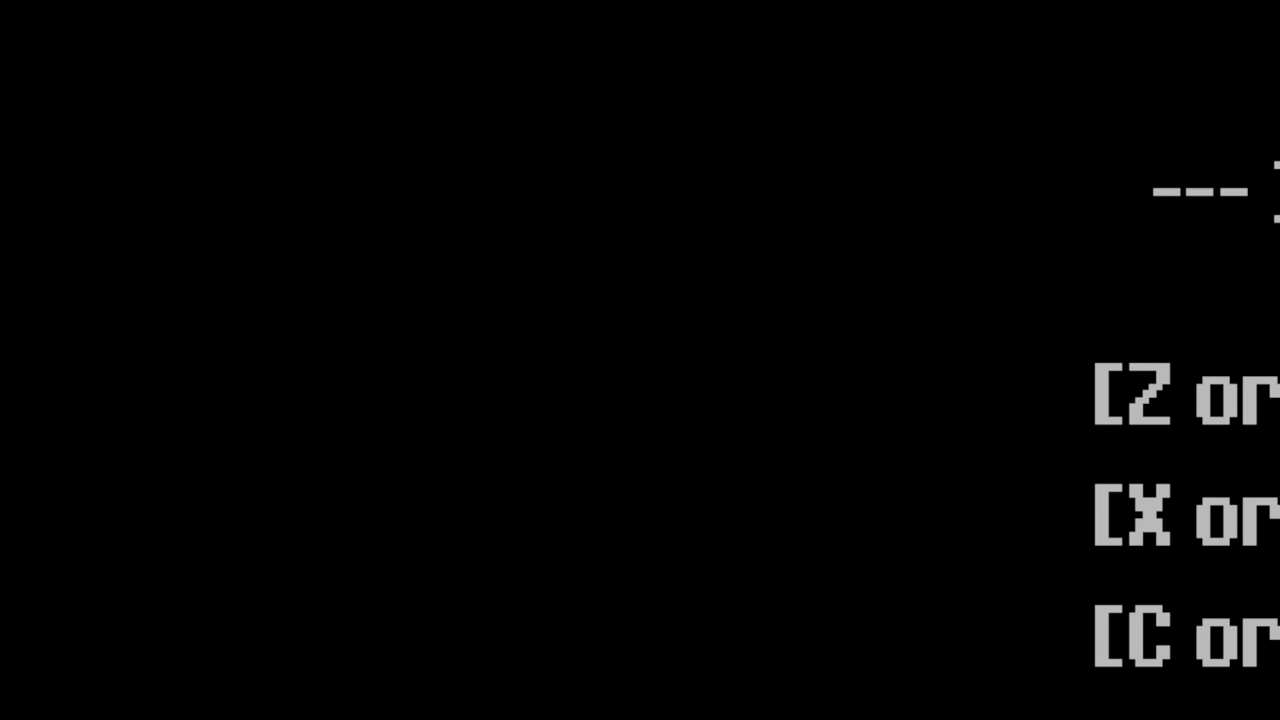 ---
[Z or
[X or
[C or